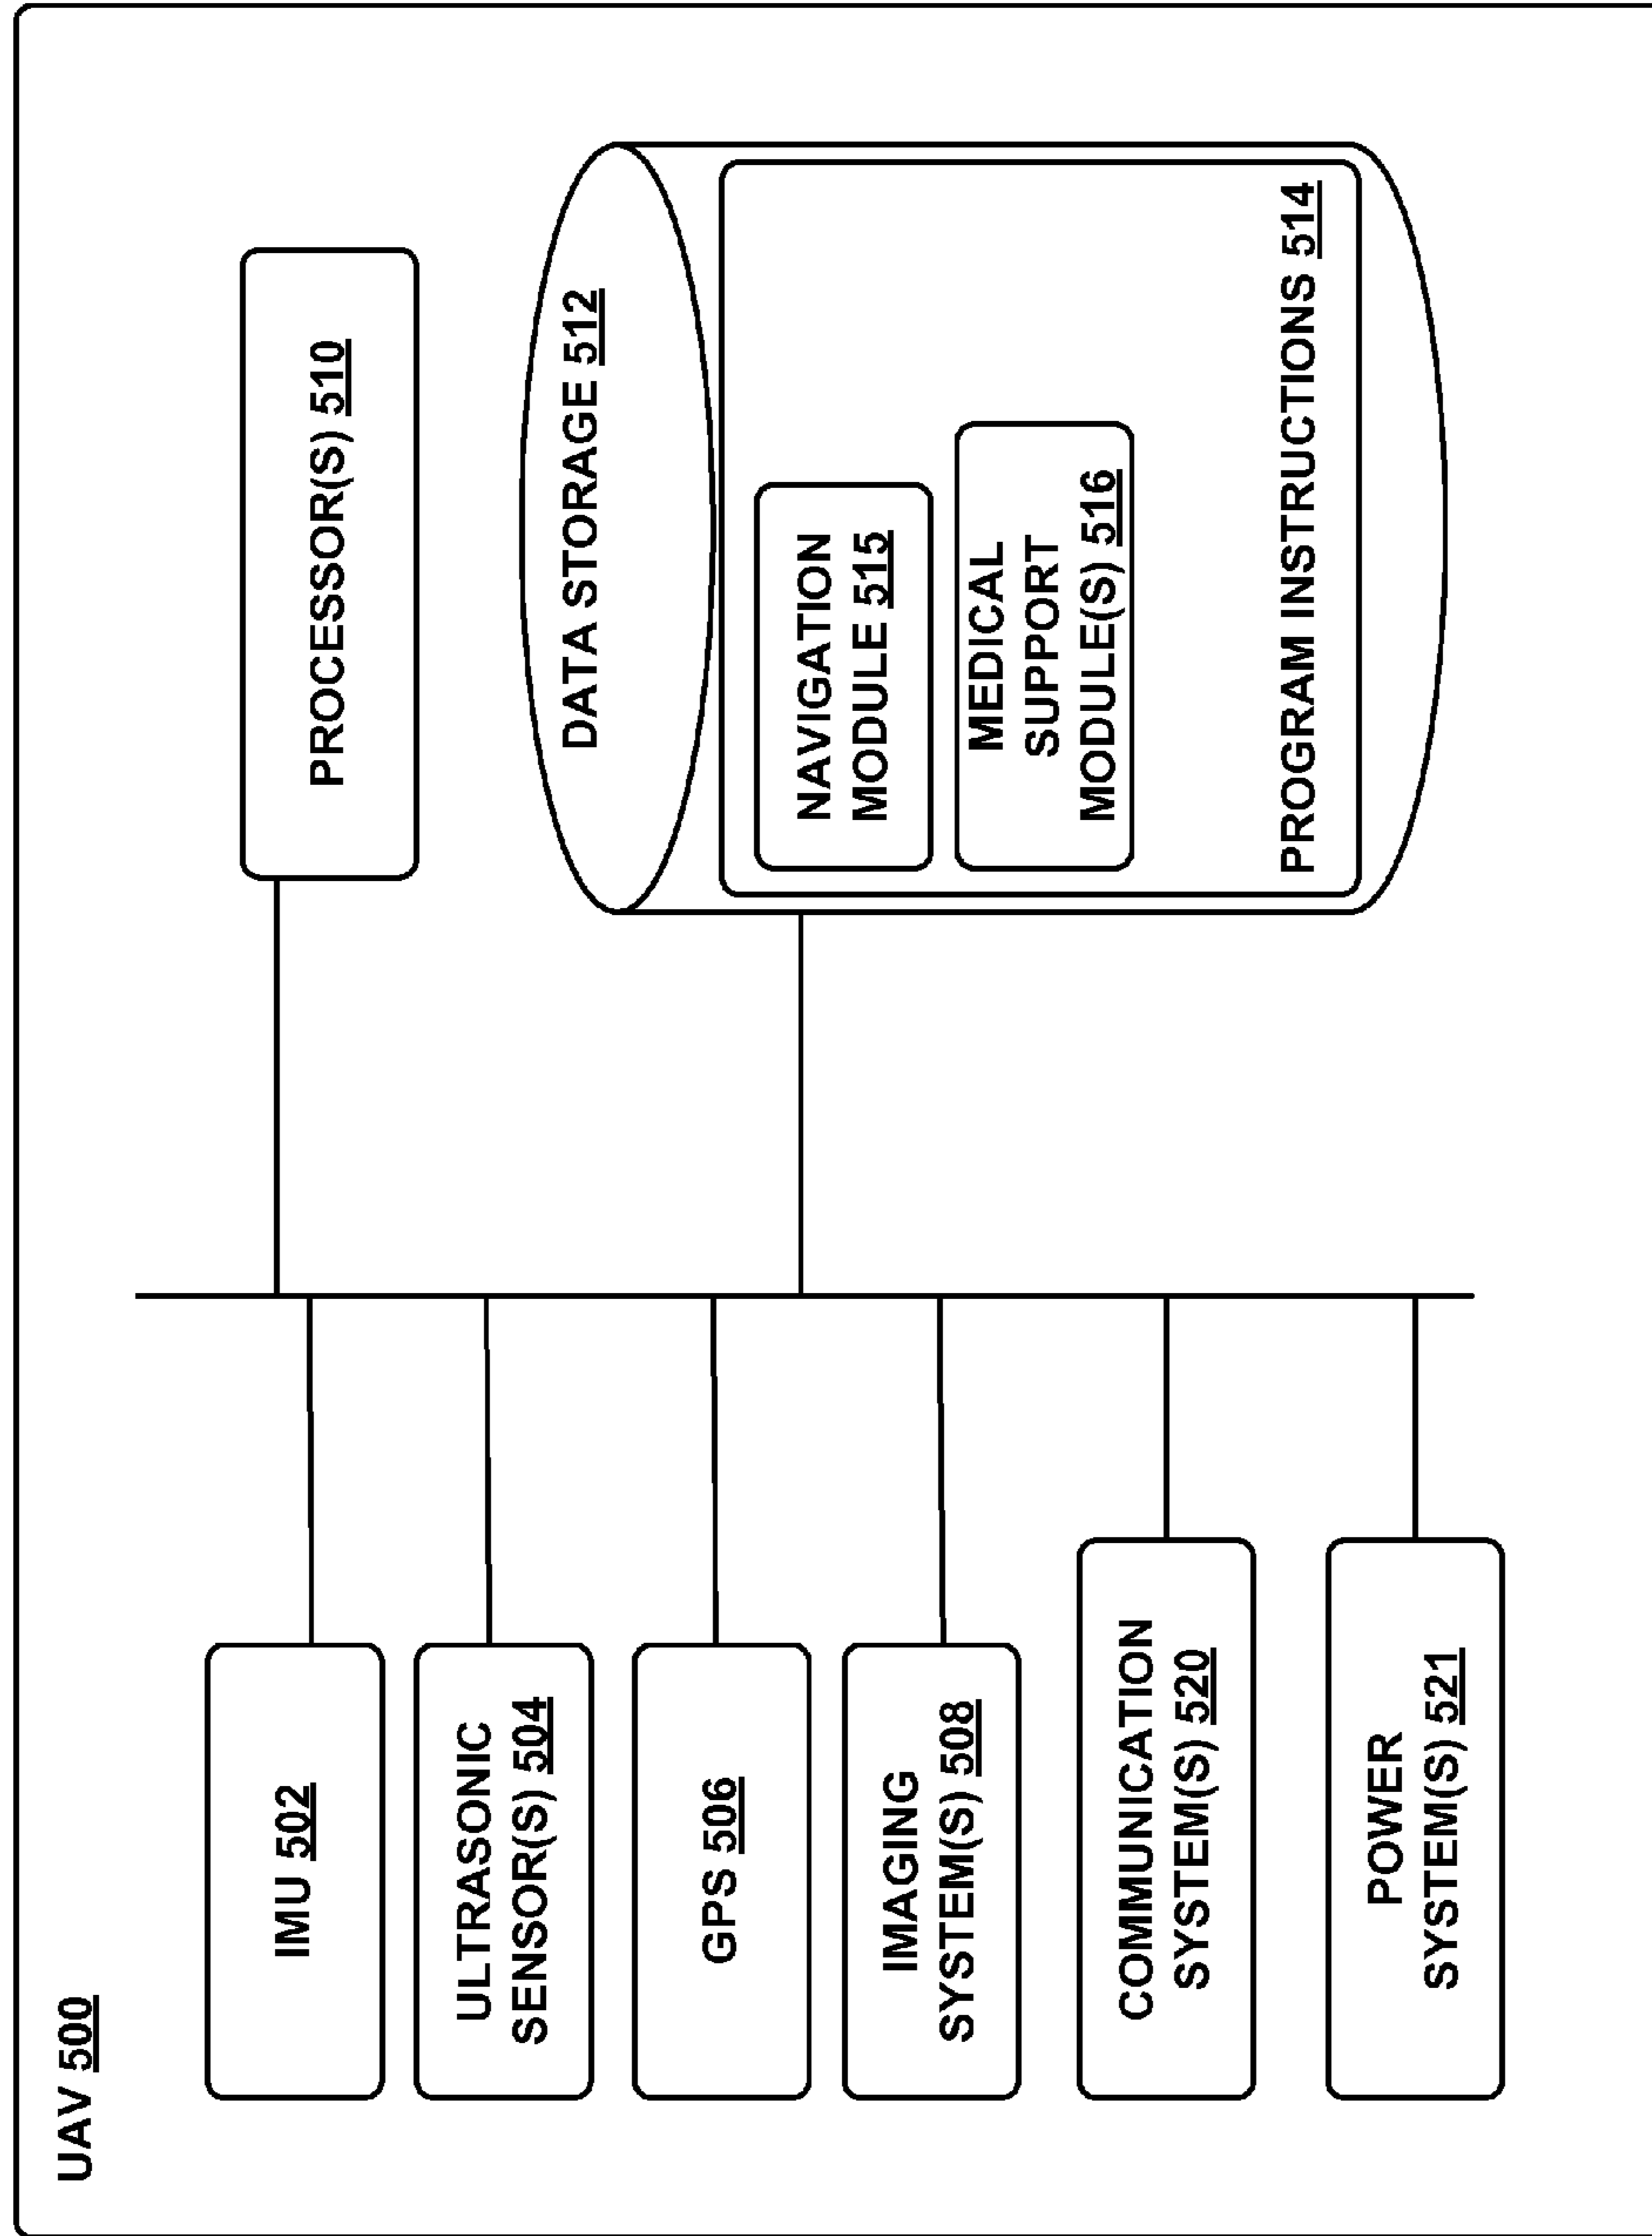 UAV 500
IMU 502
ULTRASONIC
SENSOR(S) 504
GPS 506
IMAGING
SYSTEM(S) 508
COMMUNICATION
SYSTEM(S) 520
POWER
SYSTEM(S) 521
PROCESSOR(S) 510
DATA STORAGE 512
NAVIGATION
MODULE 515
MEDICAL
SUPPORT
MODULE(S) 516
PROGRAM INSTRUCTIONS 514